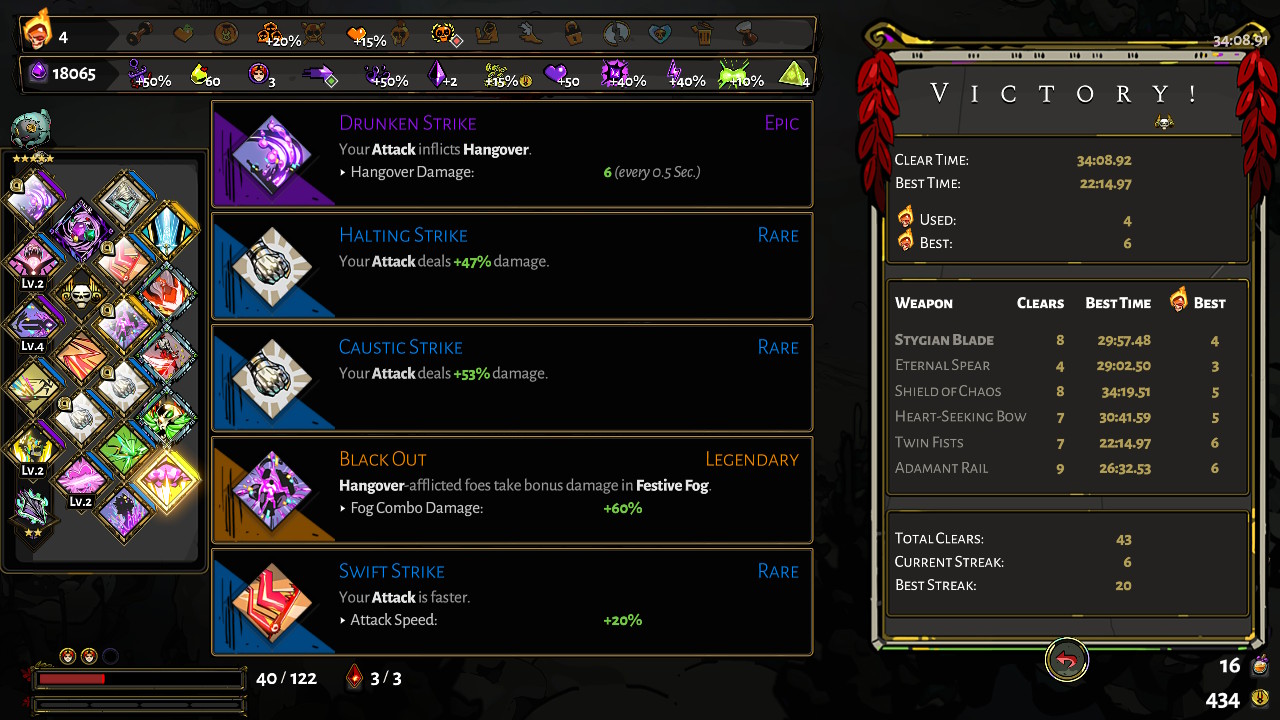 4
+20%
+15%
34:08.91
18065
+50%
60
3
+50%
+2
+15%
+50
+40%
+40%
+10%
4
VICTORY!
DRUNKEN STRIKE
EPIC
Your Attack inflicts Hangover.
Hangover Damage: 6 (every 0.5 Sec.)
HALTING STRIKE
RARE
Your Attack deals +47% damage.
CAUSTIC STRIKE
RARE
Your Attack deals +53% damage.
BLACK OUT
LEGENDARY
Hangover-afflicted foes take bonus damage in Festive Fog.
Fog Combo Damage: +60%
SWIFT STRIKE
RARE
Your Attack is faster.
Attack Speed: +20%
Lv.2
Lv.4
Lv.2
Lv.2
40 / 122
3 / 3
CLEAR TIME: 34:08.92
BEST TIME: 22:14.97
USED: 4
BEST: 6
WEAPON CLEARS BEST TIME BEST
STYGIAN BLADE 8 29:57.48 4
ETERNAL SPEAR 4 29:02.50 3
SHIELD OF CHAOS 8 34:19.51 5
HEART-SEEKING BOW 7 30:41.59 5
TWIN FISTS 7 22:14.97 6
ADAMANT RAIL 9 26:32.53 6
TOTAL CLEARS: 43
CURRENT STREAK: 6
BEST STREAK: 20
16
434